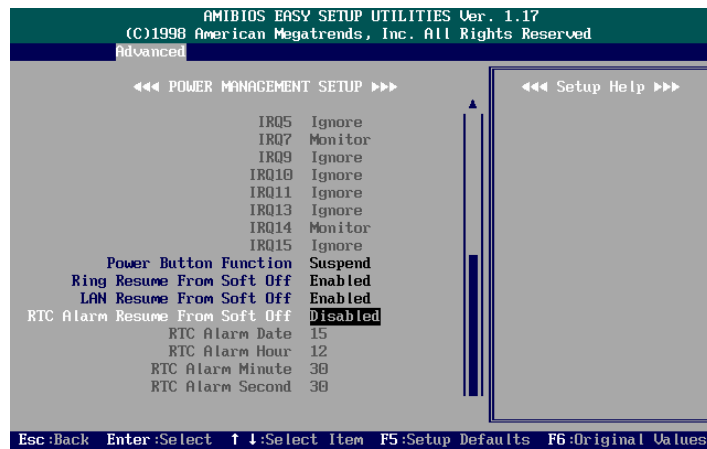 AMIBIOS EASY SETUP UTILITIES Ver. 1.17
(C)1998 American Megatrends, Inc. All Rights Reserved
Advanced
◄◄◄ POWER MANAGEMENT SETUP ►►►
◄◄◄ Setup Help ►►►
IRQ5 Ignore
IRQ7 Monitor
IRQ9 Ignore
IRQ10 Ignore
IRQ11 Ignore
IRQ13 Ignore
IRQ14 Monitor
IRQ15 Ignore
Power Button Function Suspend
Ring Resume From Soft Off Enabled
LAN Resume From Soft Off Enabled
RTC Alarm Resume From Soft Off Disabled
RTC Alarm Date 15
RTC Alarm Hour 12
RTC Alarm Minute 30
RTC Alarm Second 30
Esc:Back Enter:Select ↑ ↓:Select Item F5:Setup Defaults F6:Original Values